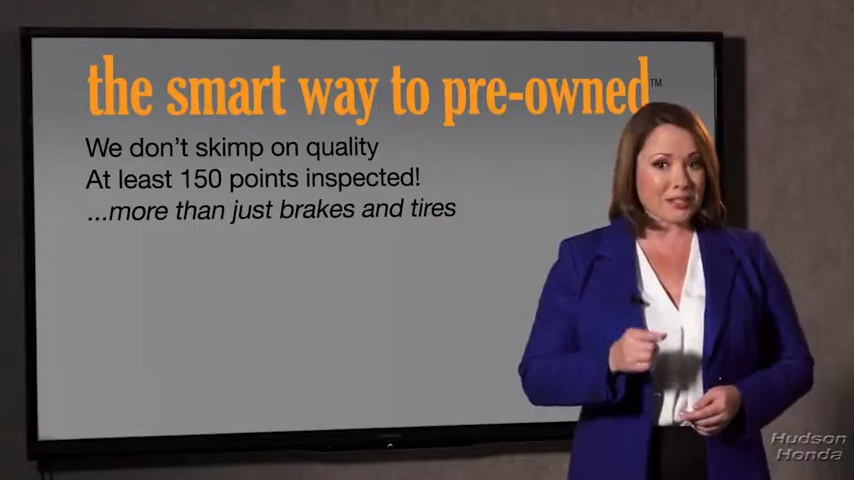 the smart way to pre-owned™
We don't skimp on quality
At least 150 points inspected!
...more than just brakes and tires
Hudson
Honda